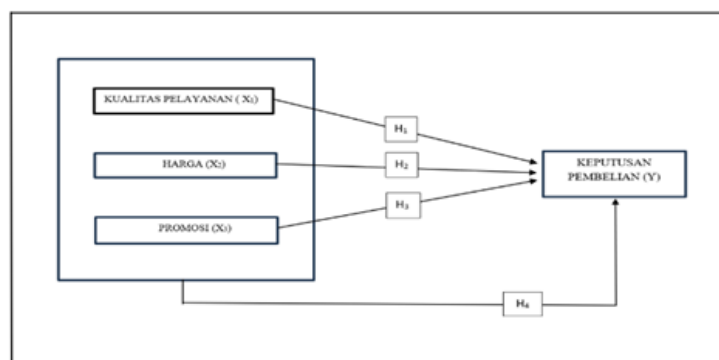 KUALITAS PELAYANAN ( X₁)
H₁
HARGA (X₂)
H₂
KEPUTUSAN
PEMBELIAN (Y)
PROMOSI (X₃)
H₃
H₄